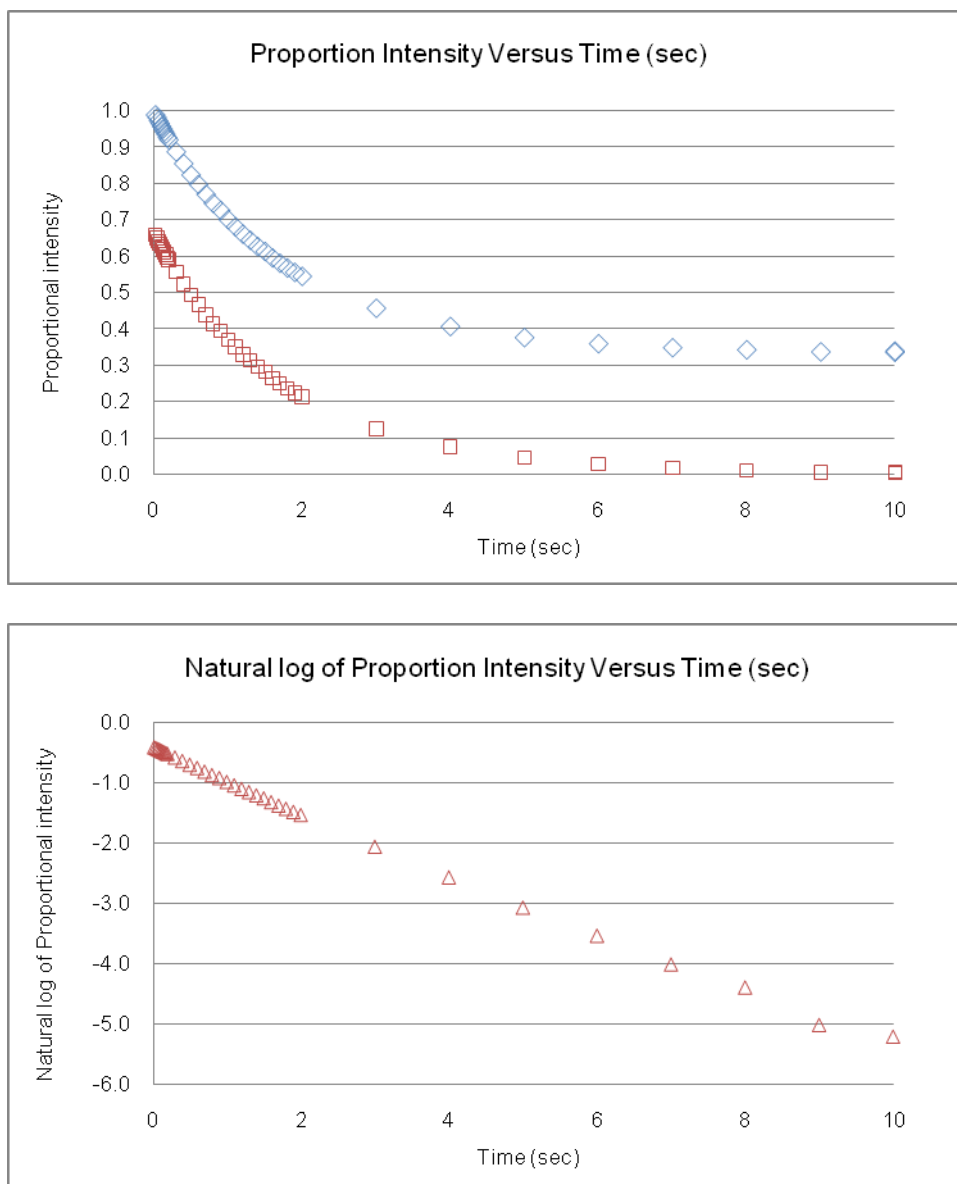 Proportion Intensity Versus Time (sec)
Proportional intensity
1.0
0.9
0.8
0.7
0.6
0.5
0.4
0.3
0.2
0.1
0.0
0 2 4 6 8 10
Time (sec)
Natural log of Proportion Intensity Versus Time (sec)
Natural log of Proportional intensity
0.0
-1.0
-2.0
-3.0
-4.0
-5.0
-6.0
0 2 4 6 8 10
Time (sec)